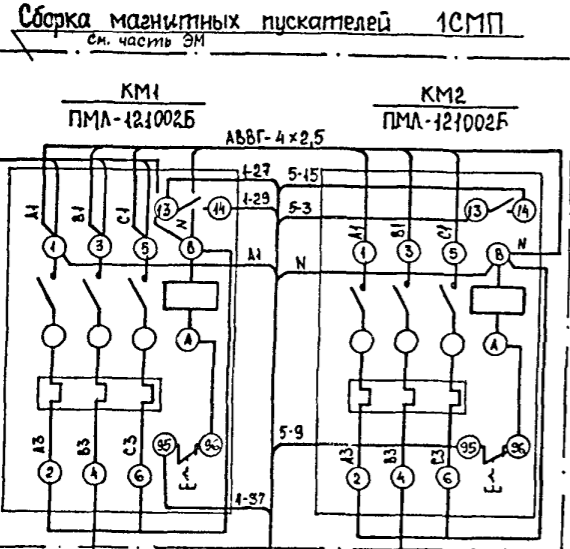 Сборка магнитных пускателей 1СМП
см. часть ЭМ
КМ1 КМ2
ПМЛ-121002Б ПМЛ-121002Б
АВВГ-4×2,5
1-27 5-15
13 14 1-29 5-3 13 14
А1 В1 С1 N А1 В1 С1
1 3 5 В А1 N 1 3 5 В N
А А
95 96 5-9 95 96
А3 В3 С3 А3 В3 С3
2 4 6 2 4 6
1-37